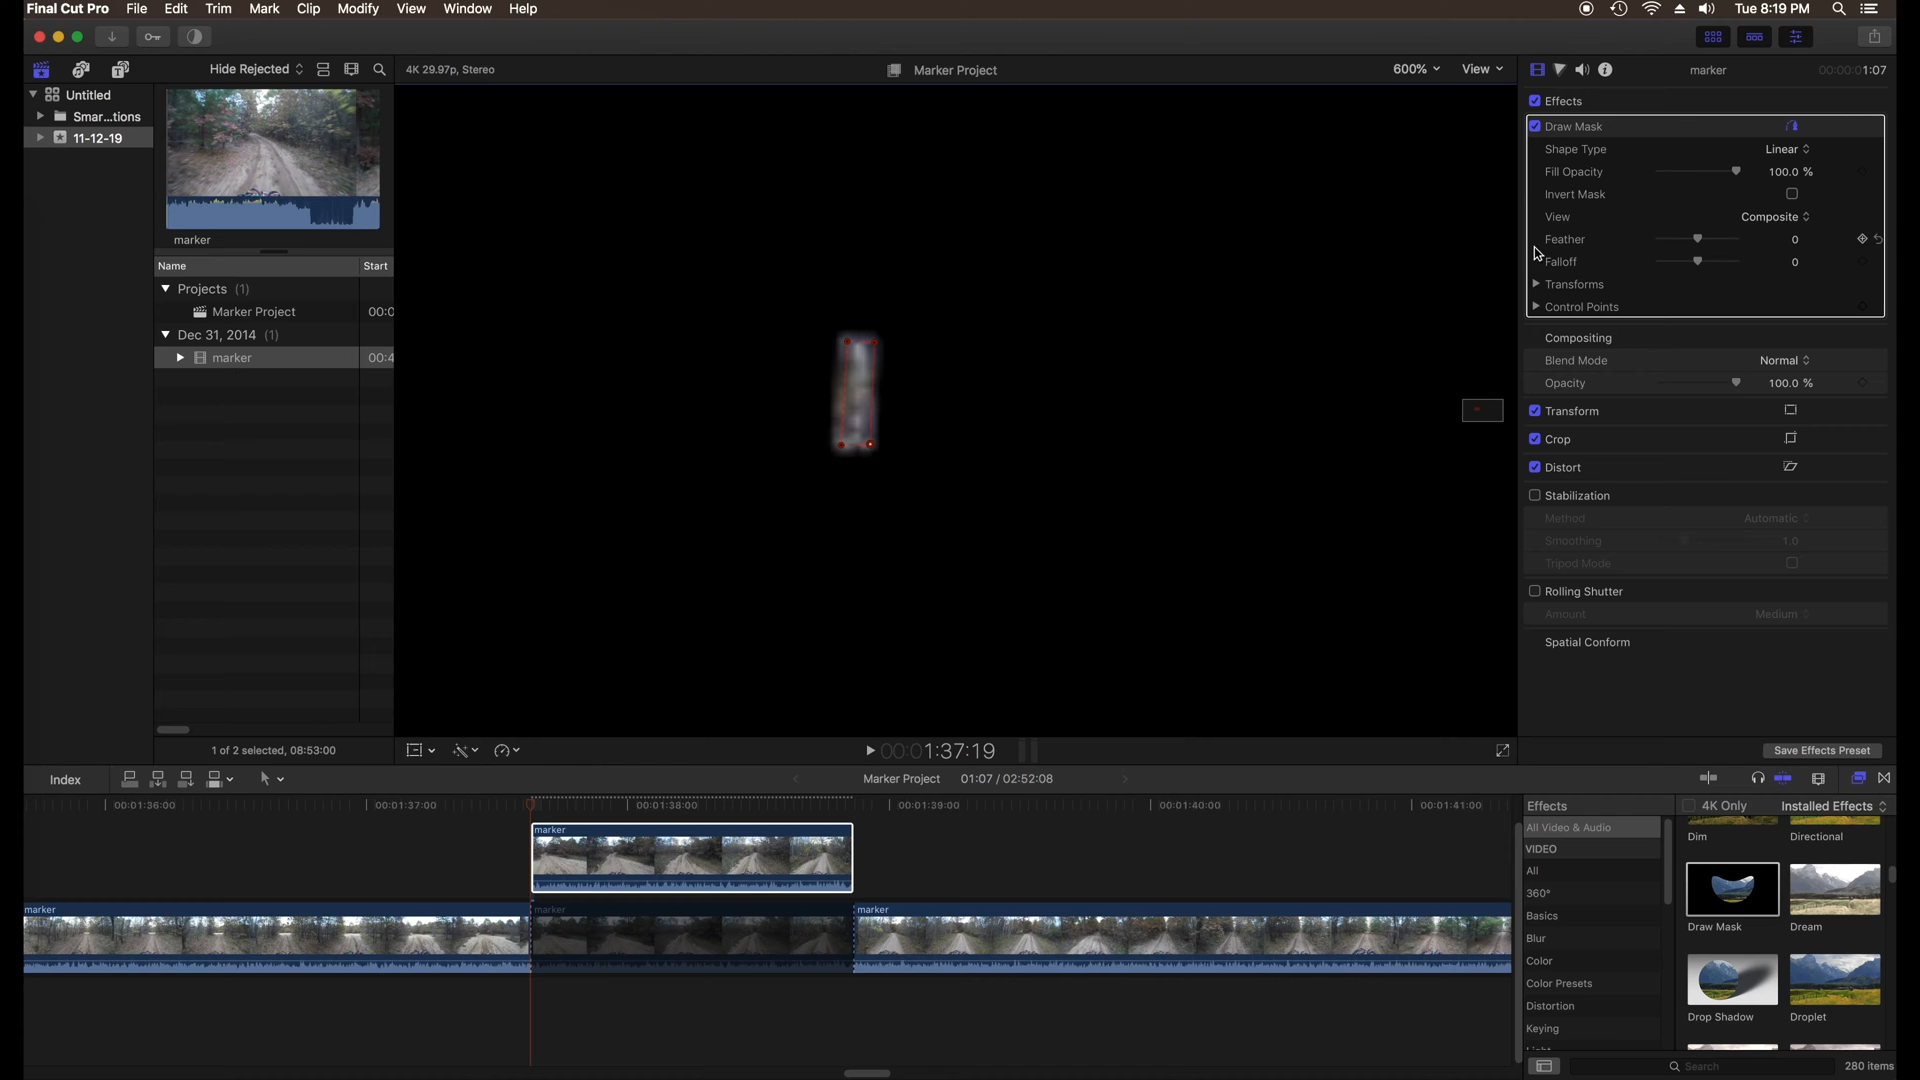 Final Cut Pro File Edit Trim Mark Clip Modify View Window Help Tue 8:19 PM
Hide Rejected 4K 29.97p, Stereo Marker Project 600% View marker 00:00:01:07
Untitled
Smar...tions
11-12-19
marker
Name Start
Projects (1)
Marker Project 00:0
Dec 31, 2014 (1)
marker 00:4
1 of 2 selected, 08:53:00
Effects
Draw Mask
Shape Type Linear
Fill Opacity 100.0 %
Invert Mask
View Composite
Feather 0
Falloff 0
Transforms
Control Points
Compositing
Blend Mode Normal
Opacity 100.0 %
Transform
Crop
Distort
Stabilization
Method Automatic
Smoothing 1.0
Tripod Mode
Rolling Shutter
Amount Medium
Spatial Conform
00:00:1:37:19
Save Effects Preset
Index Marker Project 01:07 / 02:52:08
00:01:36:00 00:01:37:00 00:01:38:00 00:01:39:00 00:01:40:00 00:01:41:00
marker
marker marker marker
Effects 4K Only Installed Effects
All Video & Audio
VIDEO
All
360°
Basics
Blur
Color
Color Presets
Distortion
Keying
Light
Dim Directional
Draw Mask Dream
Drop Shadow Droplet
Search 280 items